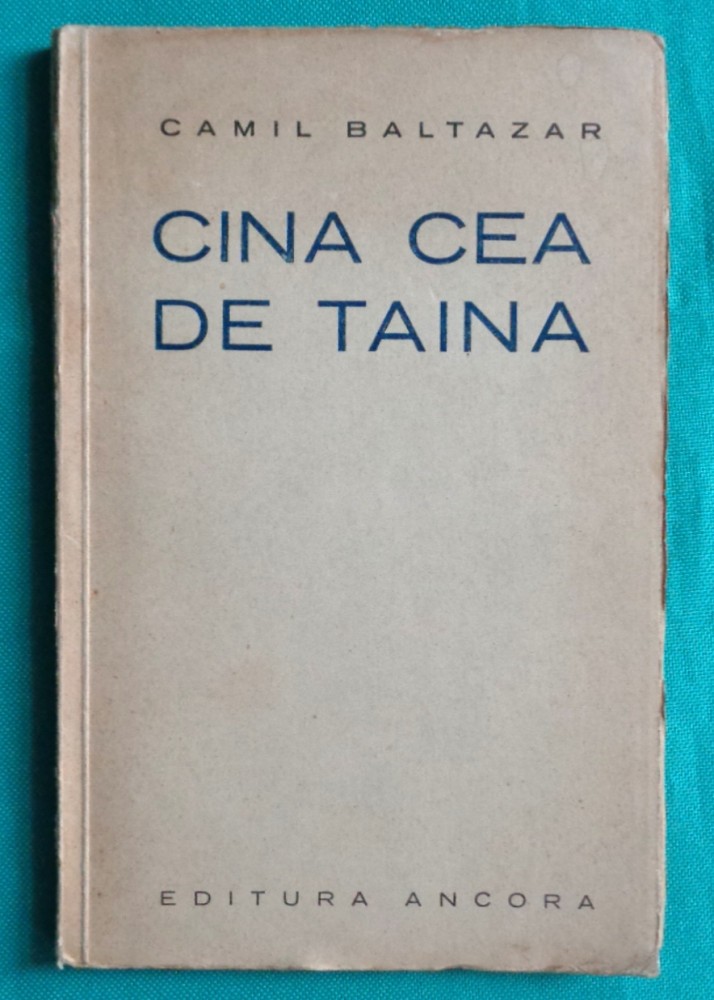 CAMIL BALTAZAR
CINA CEA
DE TAINA
EDITURA ANCORA